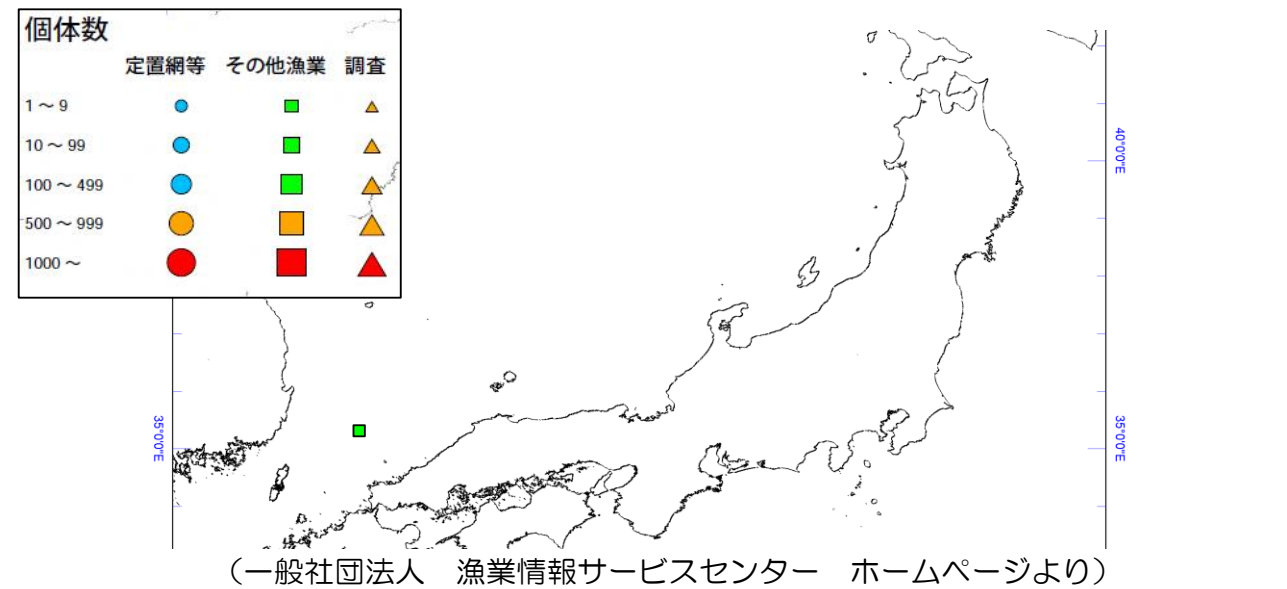 個体数
定置網等 その他漁業 調査
1～9
10～99
100～499
500～999
1000～
40°0'0"E
35°0'0"E
35°0'0"E
（一般社団法人　漁業情報サービスセンター　ホームページより）